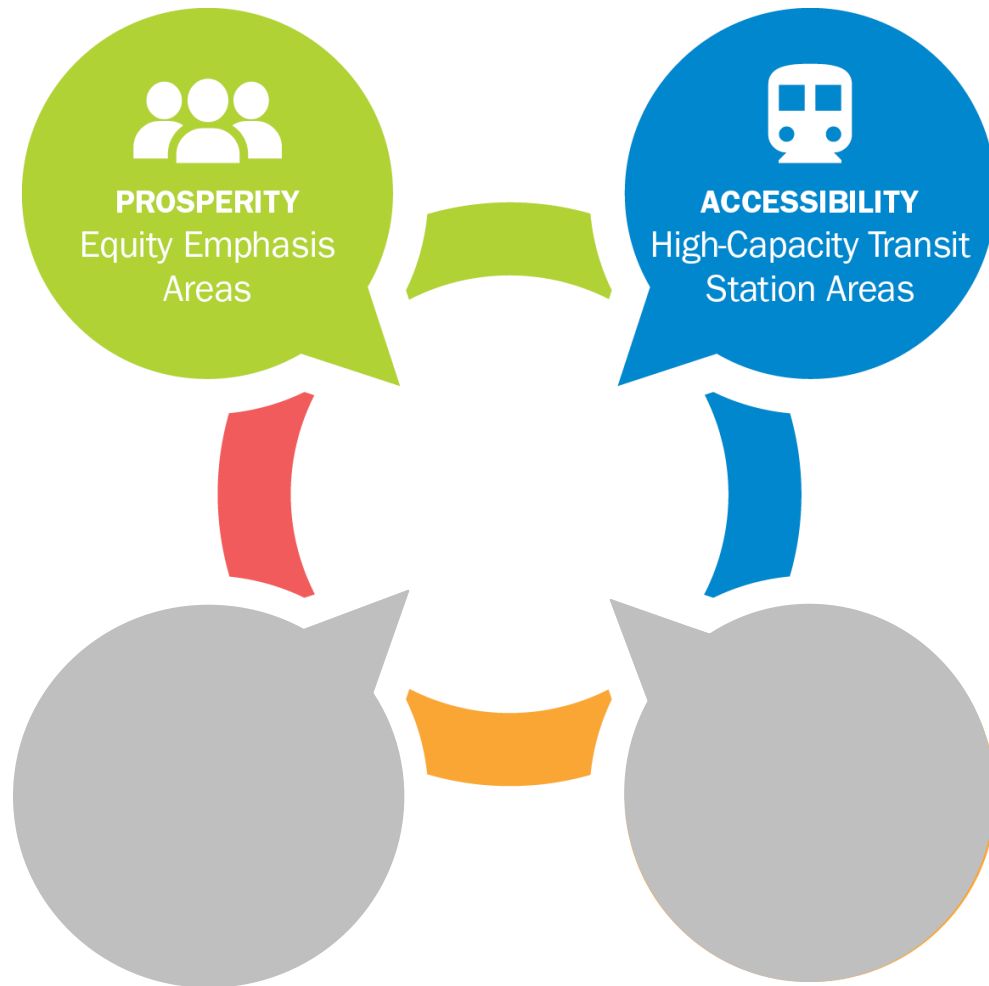 PROSPERITY
Equity Emphasis
Areas
ACCESSIBILITY
High-Capacity Transit
Station Areas